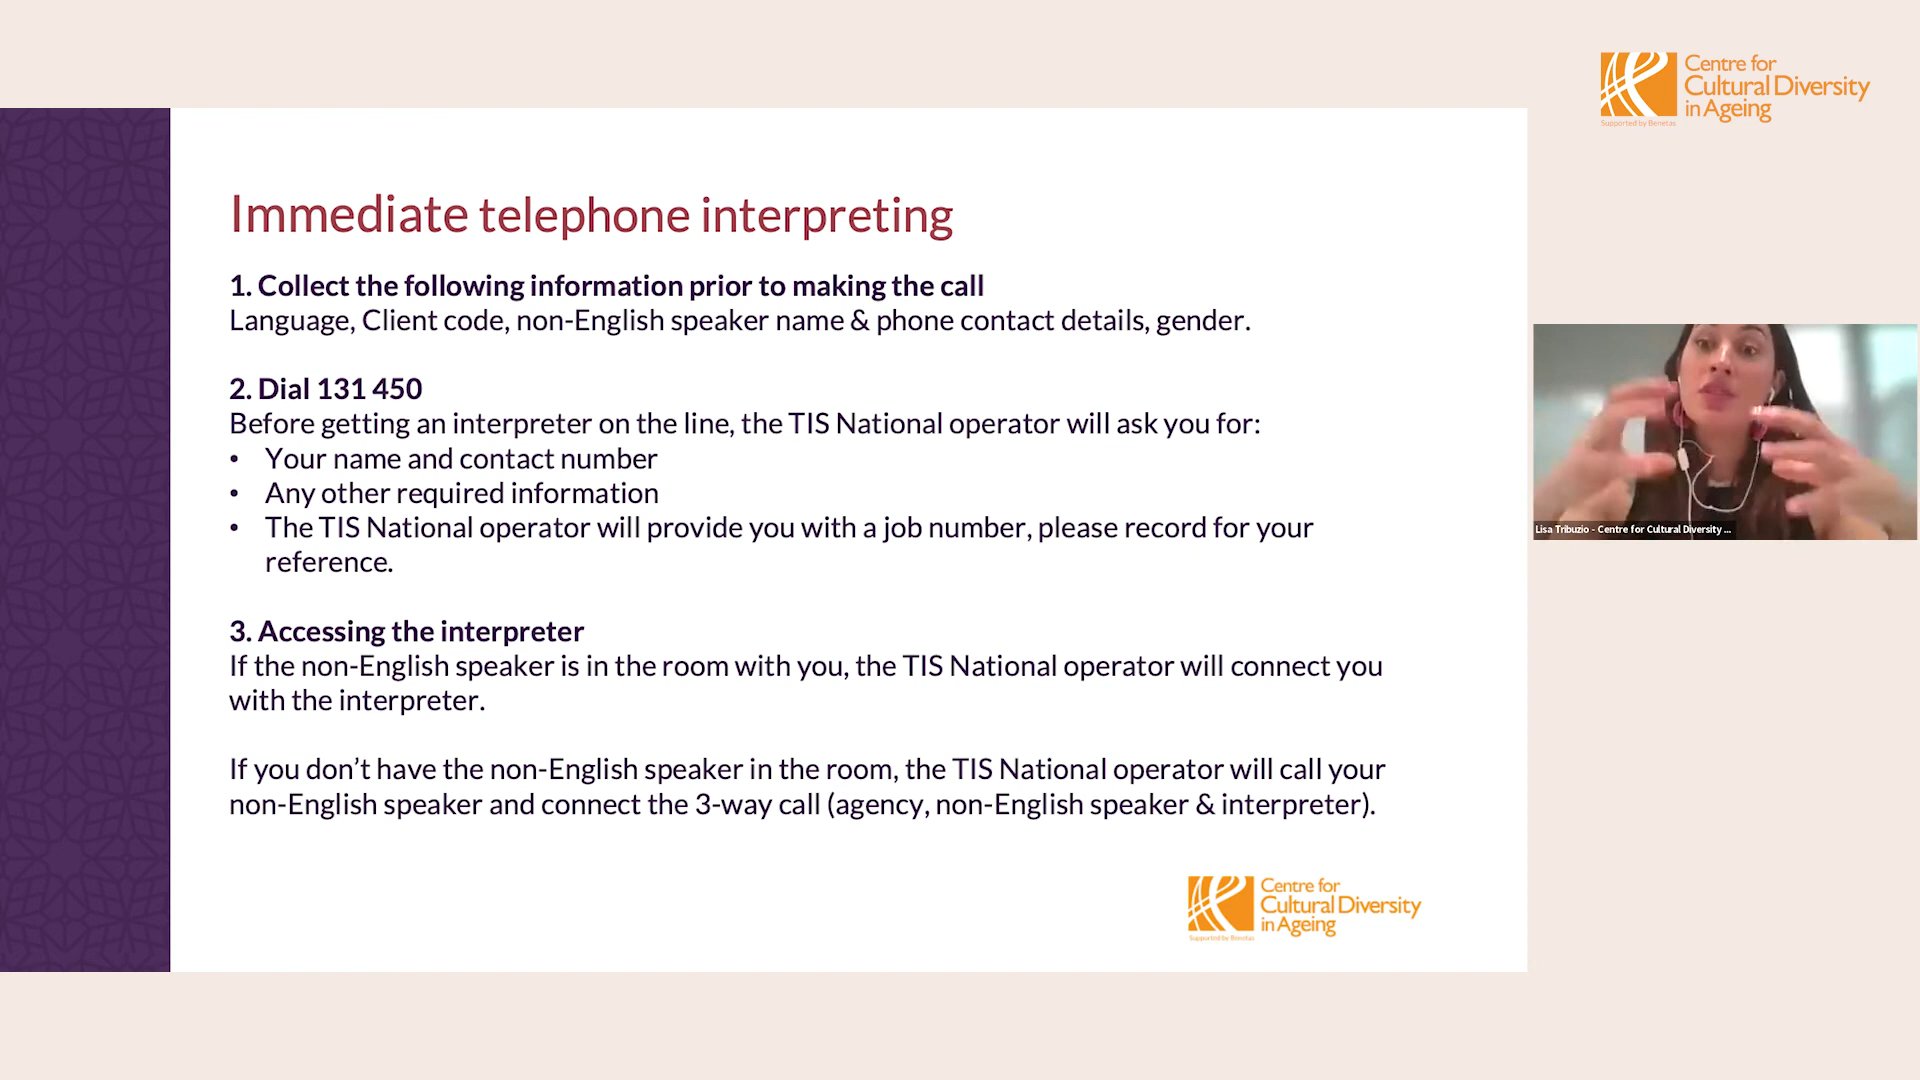 Centre for
Cultural Diversity
in Ageing
Supported by Benetas
Immediate telephone interpreting
1. Collect the following information prior to making the call
Language, Client code, non-English speaker name & phone contact details, gender.
2. Dial 131 450
Before getting an interpreter on the line, the TIS National operator will ask you for:
• Your name and contact number
• Any other required information
• The TIS National operator will provide you with a job number, please record for your
reference.
3. Accessing the interpreter
If the non-English speaker is in the room with you, the TIS National operator will connect you
with the interpreter.
If you don’t have the non-English speaker in the room, the TIS National operator will call your
non-English speaker and connect the 3-way call (agency, non-English speaker & interpreter).
Lisa Tribuzio - Centre for Cultural Diversity ...
Centre for
Cultural Diversity
in Ageing
Supported by Benetas